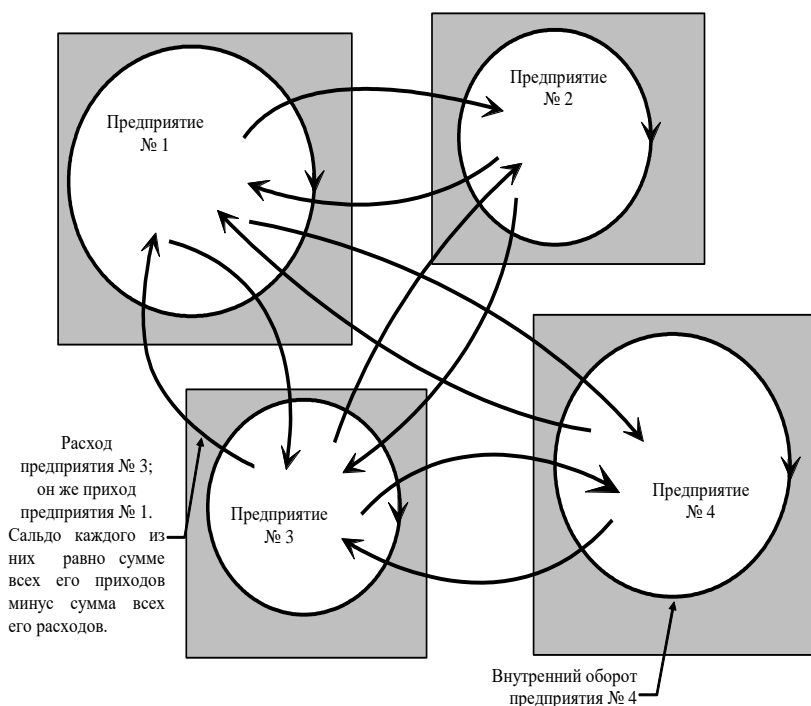 Предприятие
№ 1
Предприятие
№ 2
Расход
предприятия № 3;
он же приход
предприятия № 1.
Сальдо каждого из
них равно сумме
всех его приходов
минус сумма всех
его расходов.
Предприятие
№ 3
Предприятие
№ 4
Внутренний оборот
предприятия № 4